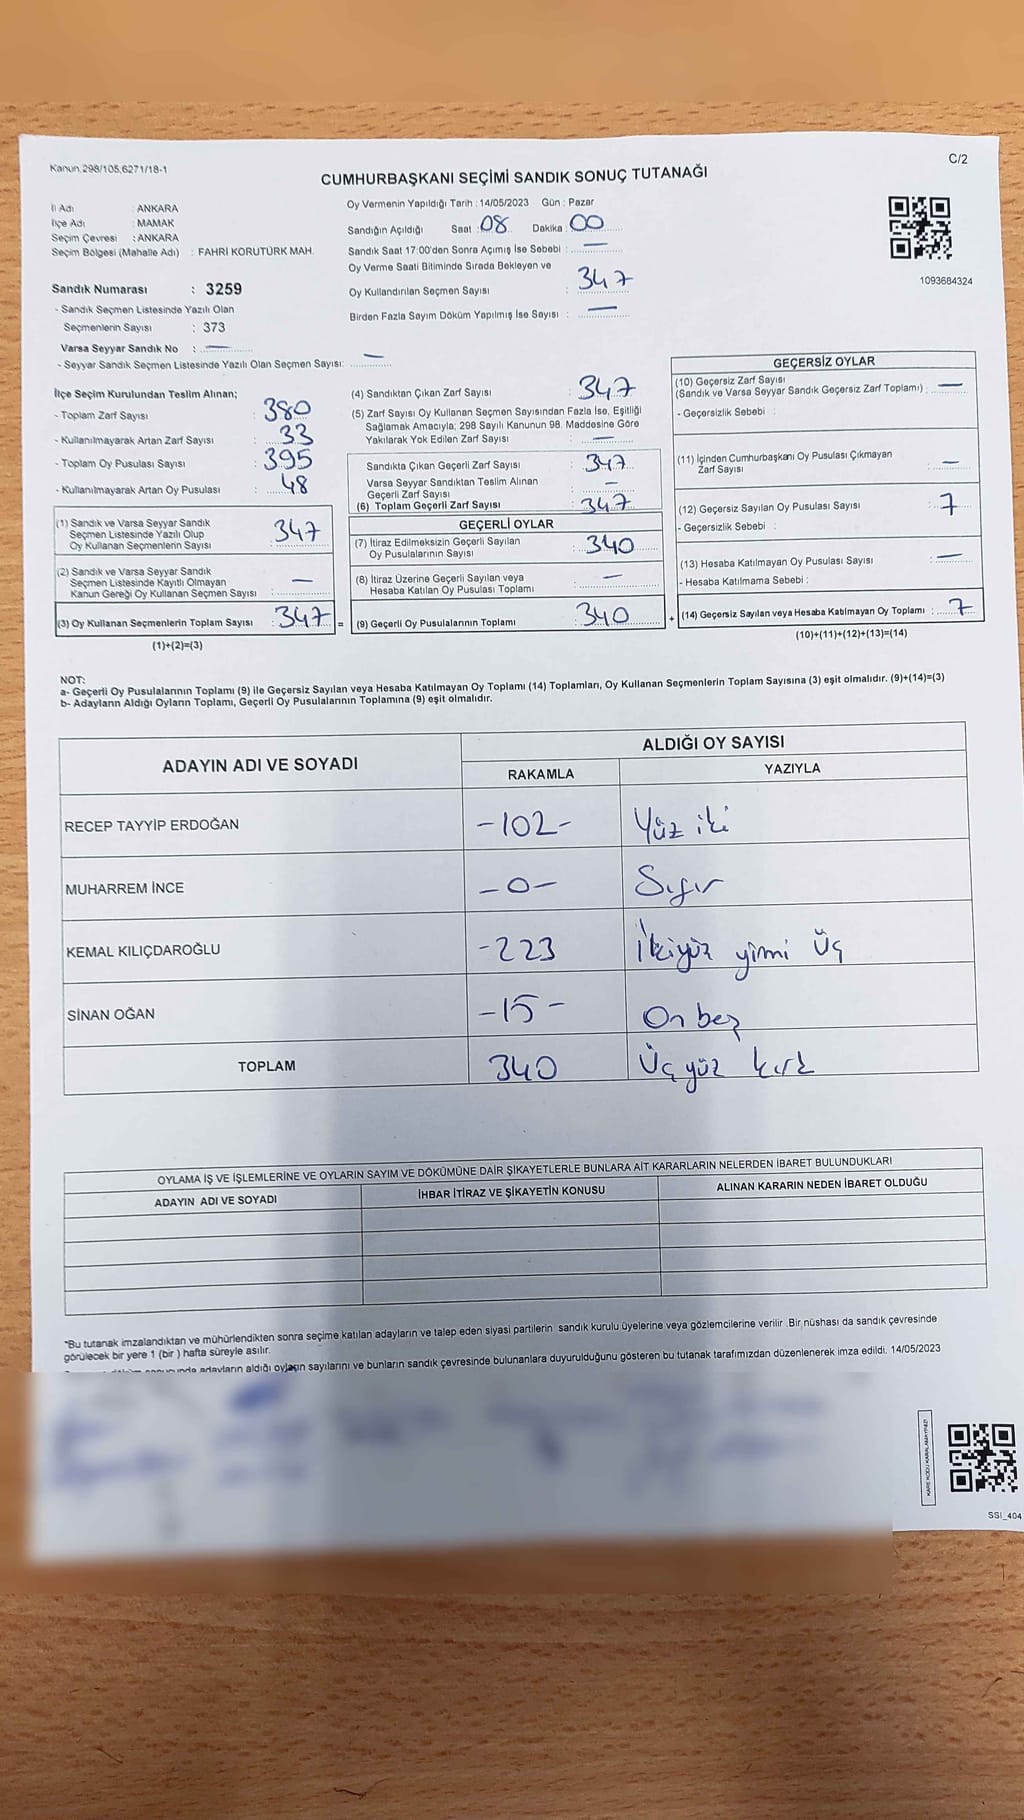 Kanun.298/105,6271/18-1
C/2
CUMHURBAŞKANI SEÇİMİ SANDIK SONUÇ TUTANAĞI
İl Adı : ANKARA
İlçe Adı : MAMAK
Seçim Çevresi : ANKARA
Seçim Bölgesi (Mahalle Adı) : FAHRİ KORUTÜRK MAH.
Sandık Numarası : 3259
- Sandık Seçmen Listesinde Yazılı Olan
Seçmenlerin Sayısı : 373
Varsa Seyyar Sandık No : —
- Seyyar Sandık Seçmen Listesinde Yazılı Olan Seçmen Sayısı: —
Oy Vermenin Yapıldığı Tarih : 14/05/2023 Gün : Pazar
Sandığın Açıldığı Saat : 08 Dakika : 00
Sandık Saat 17:00'den Sonra Açımış İse Sebebi : —
Oy Verme Saati Bitiminde Sırada Bekleyen ve
Oy Kullandırılan Seçmen Sayısı : 347
Birden Fazla Sayım Döküm Yapılmış İse Sayısı : —
1093684324
İlçe Seçim Kurulundan Teslim Alınan;
- Toplam Zarf Sayısı : 380
- Kullanılmayarak Artan Zarf Sayısı : 33
- Toplam Oy Pusulası Sayısı : 395
- Kullanılmayarak Artan Oy Pusulası : 48
(1) Sandık ve Varsa Seyyar Sandık
Seçmen Listesinde Yazılı Olup
Oy Kullanan Seçmenlerin Sayısı : 347
(2) Sandık ve Varsa Seyyar Sandık
Seçmen Listesinde Kayıtlı Olmayan
Kanun Gereği Oy Kullanan Seçmen Sayısı : —
(3) Oy Kullanan Seçmenlerin Toplam Sayısı : 347 =
(1)+(2)=(3)
(4) Sandıktan Çıkan Zarf Sayısı : 347
(5) Zarf Sayısı Oy Kullanan Seçmen Sayısından Fazla İse, Eşitliği
Sağlamak Amacıyla; 298 Sayılı Kanunun 98. Maddesine Göre
Yakılarak Yok Edilen Zarf Sayısı : —
Sandıkta Çıkan Geçerli Zarf Sayısı : 347
Varsa Seyyar Sandıktan Teslim Alınan
Geçerli Zarf Sayısı : —
(6) Toplam Geçerli Zarf Sayısı : 347
GEÇERLİ OYLAR
(7) İtiraz Edilmeksizin Geçerli Sayılan
Oy Pusulalarının Sayısı : 340
(8) İtiraz Üzerine Geçerli Sayılan veya
Hesaba Katılan Oy Pusulası Toplamı : —
(9) Geçerli Oy Pusulalarının Toplamı : 340 +
GEÇERSİZ OYLAR
(10) Geçersiz Zarf Sayısı
(Sandık ve Varsa Seyyar Sandık Geçersiz Zarf Toplamı) : —
- Geçersizlik Sebebi :
(11) İçinden Cumhurbaşkanı Oy Pusulası Çıkmayan
Zarf Sayısı : —
(12) Geçersiz Sayılan Oy Pusulası Sayısı : 7
- Geçersizlik Sebebi :
(13) Hesaba Katılmayan Oy Pusulası Sayısı : —
- Hesaba Katılmama Sebebi :
(14) Geçersiz Sayılan veya Hesaba Katılmayan Oy Toplamı : 7
(10)+(11)+(12)+(13)=(14)
NOT:
a- Geçerli Oy Pusulalarının Toplamı (9) ile Geçersiz Sayılan veya Hesaba Katılmayan Oy Toplamı (14) Toplamları, Oy Kullanan Seçmenlerin Toplam Sayısına (3) eşit olmalıdır. (9)+(14)=(3)
b- Adayların Aldığı Oyların Toplamı, Geçerli Oy Pusulalarının Toplamına (9) eşit olmalıdır.
ADAYIN ADI VE SOYADI
ALDIĞI OY SAYISI
RAKAMLA YAZIYLA
RECEP TAYYİP ERDOĞAN -102- Yüz iki
MUHARREM İNCE -0- Sıfır
KEMAL KILIÇDAROĞLU -223 İkiyüz yimi üç
SİNAN OĞAN -15- On beş
TOPLAM 340 Üç yüz kırk
OYLAMA İŞ VE İŞLEMLERİNE VE OYLARIN SAYIM VE DÖKÜMÜNE DAİR ŞİKAYETLERLE BUNLARA AİT KARARLARIN NELERDEN İBARET BULUNDUKLARI
ADAYIN ADI VE SOYADI İHBAR İTİRAZ VE ŞİKAYETİN KONUSU ALINAN KARARIN NEDEN İBARET OLDUĞU
*Bu tutanak imzalandıktan ve mühürlendikten sonra seçime katılan adayların ve talep eden siyasi partilerin sandık kurulu üyelerine veya gözlemcilerine verilir .Bir nüshası da sandık çevresinde
görülecek bir yere 1 (bir ) hafta süreyle asılır.
adayların aldığı oyların sayılarını ve bunların sandık çevresinde bulunanlara duyurulduğunu gösteren bu tutanak tarafımızdan düzenlenerek imza edildi. 14/05/2023
KARE KODU KARALAMAYINIZ!
SSI_404